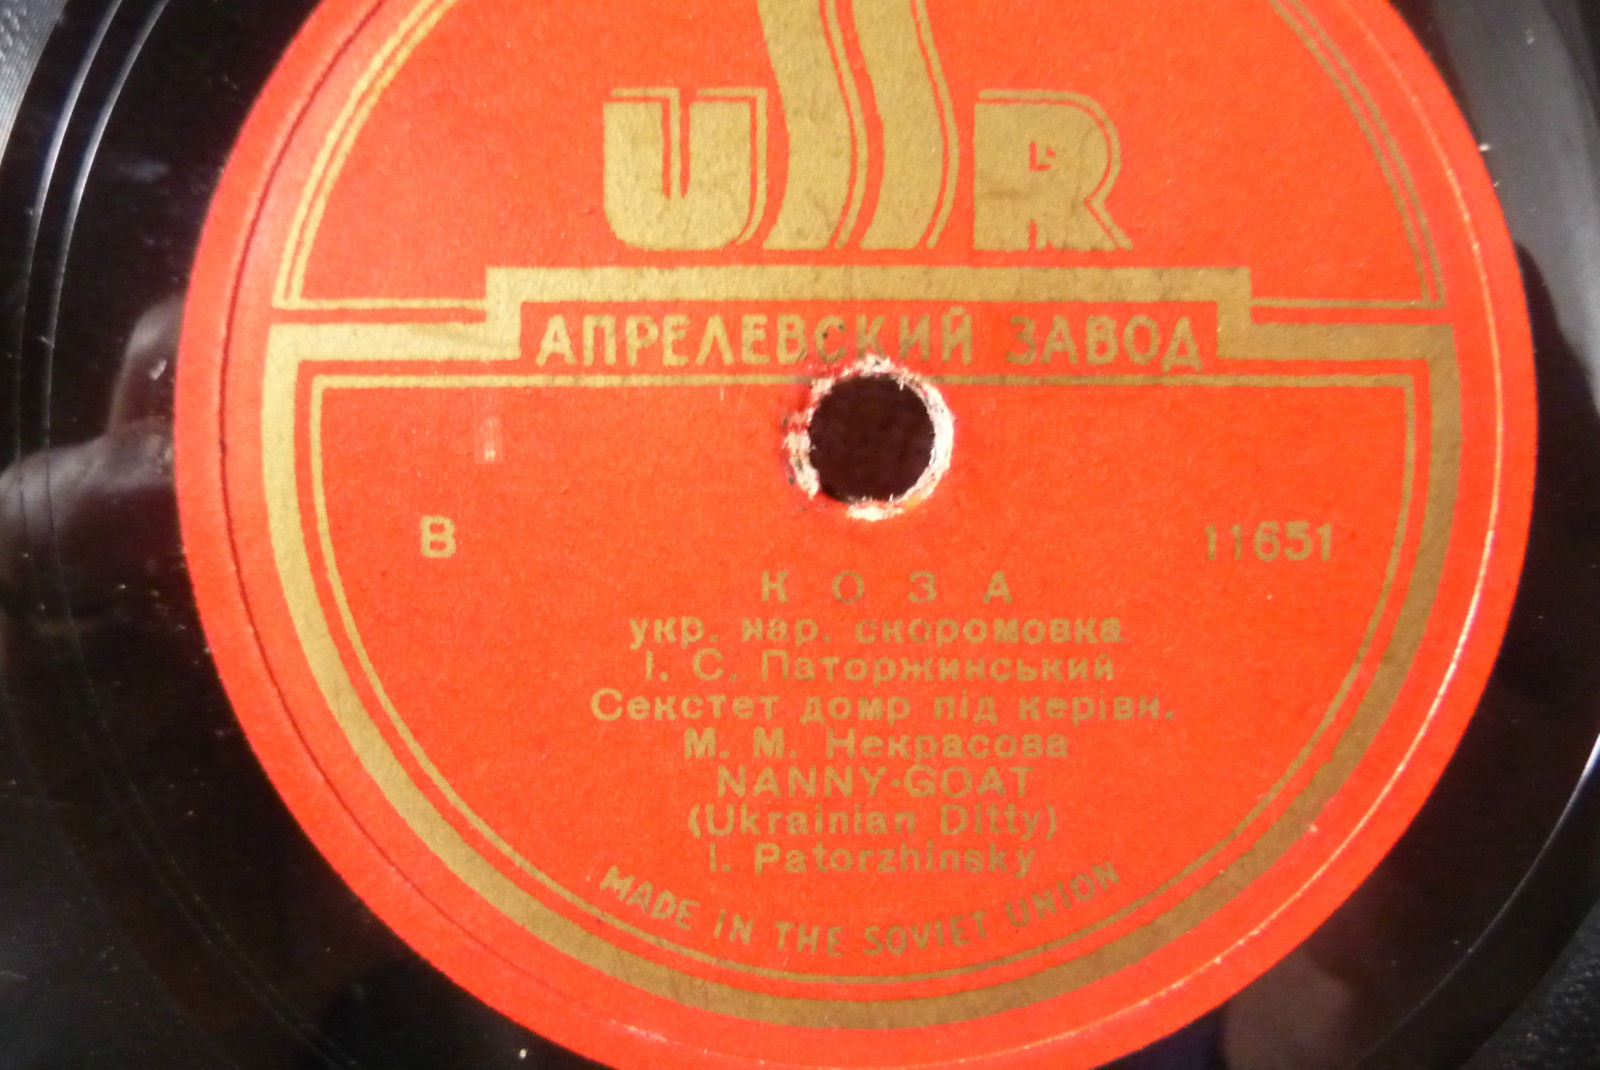 USSR
АПРЕЛЕВСКИЙ ЗАВОД
В 11651
КОЗА
укр. нар. скоромовка
І. С. Паторжинський
Секстет домр під керівн.
М. М. Некрасова
NANNY-GOAT
(Ukrainian Ditty)
I. Patorzhinsky
MADE IN THE SOVIET UNION